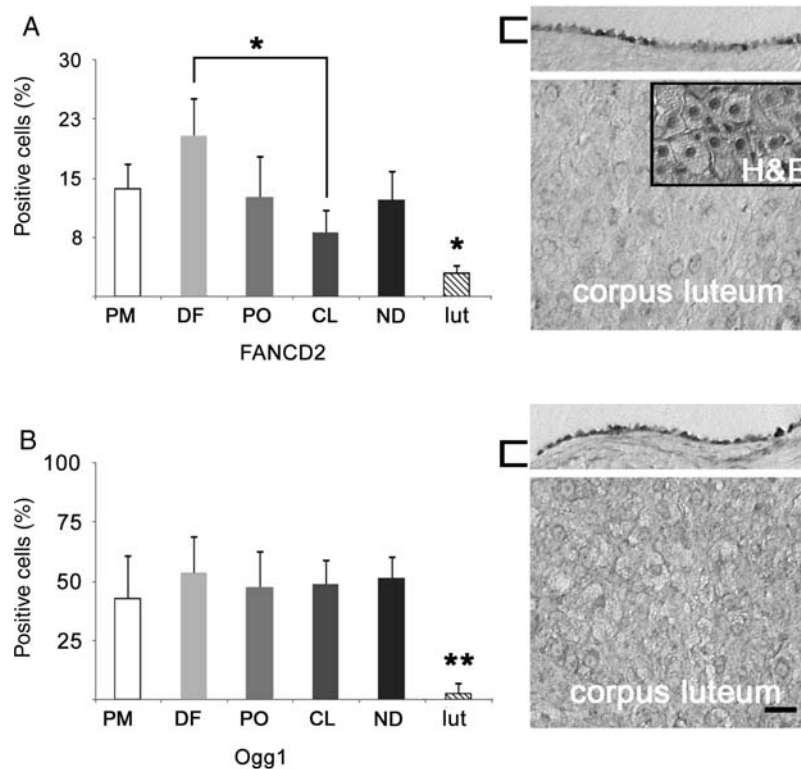 A
Positive cells (%)
30
23
15
8
*
*
PM DF PO CL ND lut
FANCD2
H&E
corpus luteum
B
Positive cells (%)
100
75
50
25
**
PM DF PO CL ND lut
Ogg1
corpus luteum